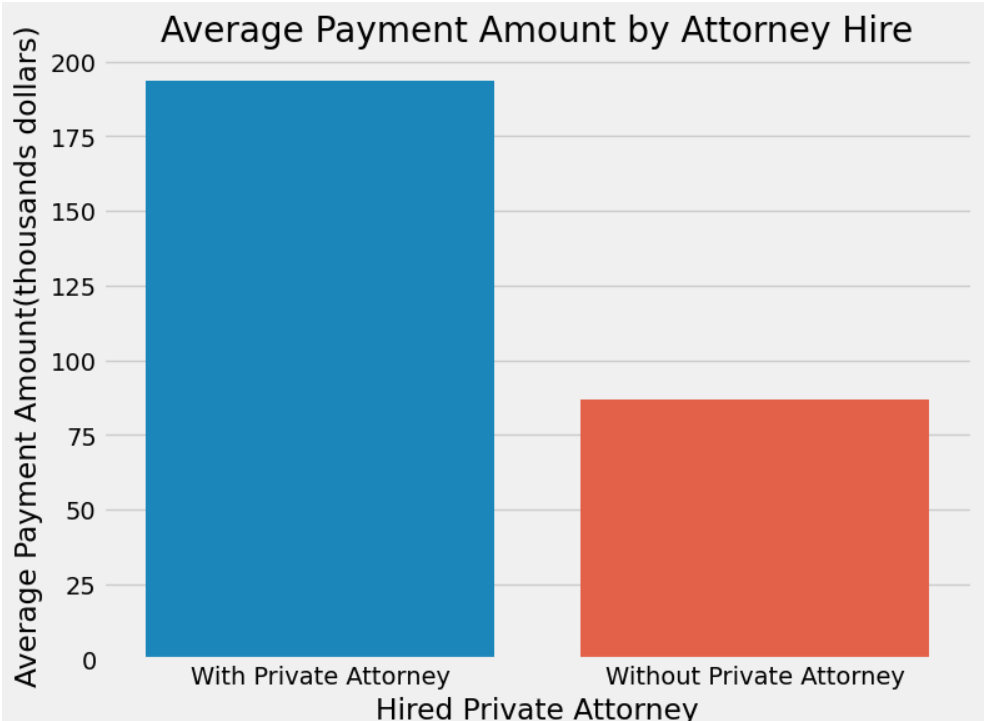 Average Payment Amount by Attorney Hire
Average Payment Amount(thousands dollars)
200
175
150
125
100
75
50
25
0
With Private Attorney Without Private Attorney
Hired Private Attorney